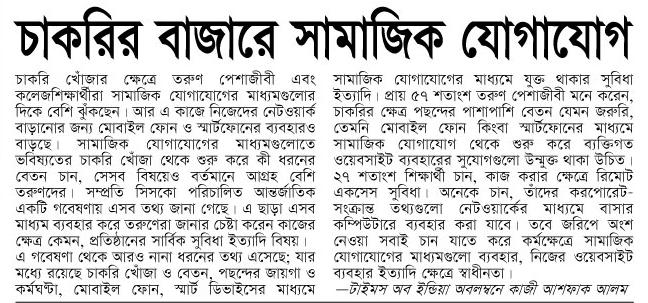 চাকরির বাজারে সামাজিক যোগাযোগ
চাকরি খোঁজার ক্ষেত্রে তরুণ পেশাজীবী এবং
কলেজশিক্ষার্থীরা সামাজিক যোগাযোগের মাধ্যমগুলোর
দিকে বেশি ঝুঁকছেন। আর এ কাজে নিজেদের নেটওয়ার্ক
বাড়ানোর জন্য মোবাইল ফোন ও স্মার্টফোনের ব্যবহারও
বাড়ছে। সামাজিক যোগাযোগের মাধ্যমগুলোতে
ভবিষ্যতের চাকরি খোঁজা থেকে শুরু করে কী ধরনের
বেতন চান, সেসব বিষয়েও বর্তমানে আগ্রহ বেশি
তরুণদের। সম্প্রতি সিসকো পরিচালিত আন্তর্জাতিক
একটি গবেষণায় এসব তথ্য জানা গেছে। এ ছাড়া এসব
মাধ্যম ব্যবহার করে তরুণেরা জানার চেষ্টা করেন কাজের
ক্ষেত্র কেমন, প্রতিষ্ঠানের সার্বিক সুবিধা ইত্যাদি বিষয়।
এ গবেষণা থেকে আরও নানা ধরনের তথ্য এসেছে; যার
মধ্যে রয়েছে চাকরি খোঁজা ও বেতন, পছন্দের জায়গা ও
কর্মঘণ্টা, মোবাইল ফোন, স্মার্ট ডিভাইসের মাধ্যমে
সামাজিক যোগাযোগের মাধ্যমে যুক্ত থাকার সুবিধা
ইত্যাদি। প্রায় ৫৭ শতাংশ তরুণ পেশাজীবী মনে করেন,
চাকরির ক্ষেত্র পছন্দের পাশাপাশি বেতন যেমন জরুরি,
তেমনি মোবাইল ফোন কিংবা স্মার্টফোনের মাধ্যমে
সামাজিক যোগাযোগ থেকে শুরু করে ব্যক্তিগত
ওয়েবসাইট ব্যবহারের সুযোগগুলো উন্মুক্ত থাকা উচিত।
২৭ শতাংশ শিক্ষার্থী চান, কাজ করার ক্ষেত্রে রিমোট
একসেস সুবিধা। অনেকে চান, তাঁদের করপোরেট-
সংক্রান্ত তথ্যগুলো নেটওয়ার্কের মাধ্যমে বাসার
কম্পিউটারে ব্যবহার করা যাবে। তবে জরিপে অংশ
নেওয়া সবাই চান যাতে করে কর্মক্ষেত্রে সামাজিক
যোগাযোগের মাধ্যমগুলো ব্যবহার, নিজের ওয়েবসাইট
ব্যবহার ইত্যাদি ক্ষেত্রে স্বাধীনতা।
—টাইমস অব ইন্ডিয়া অবলম্বনে কাজী আশফাক আলম